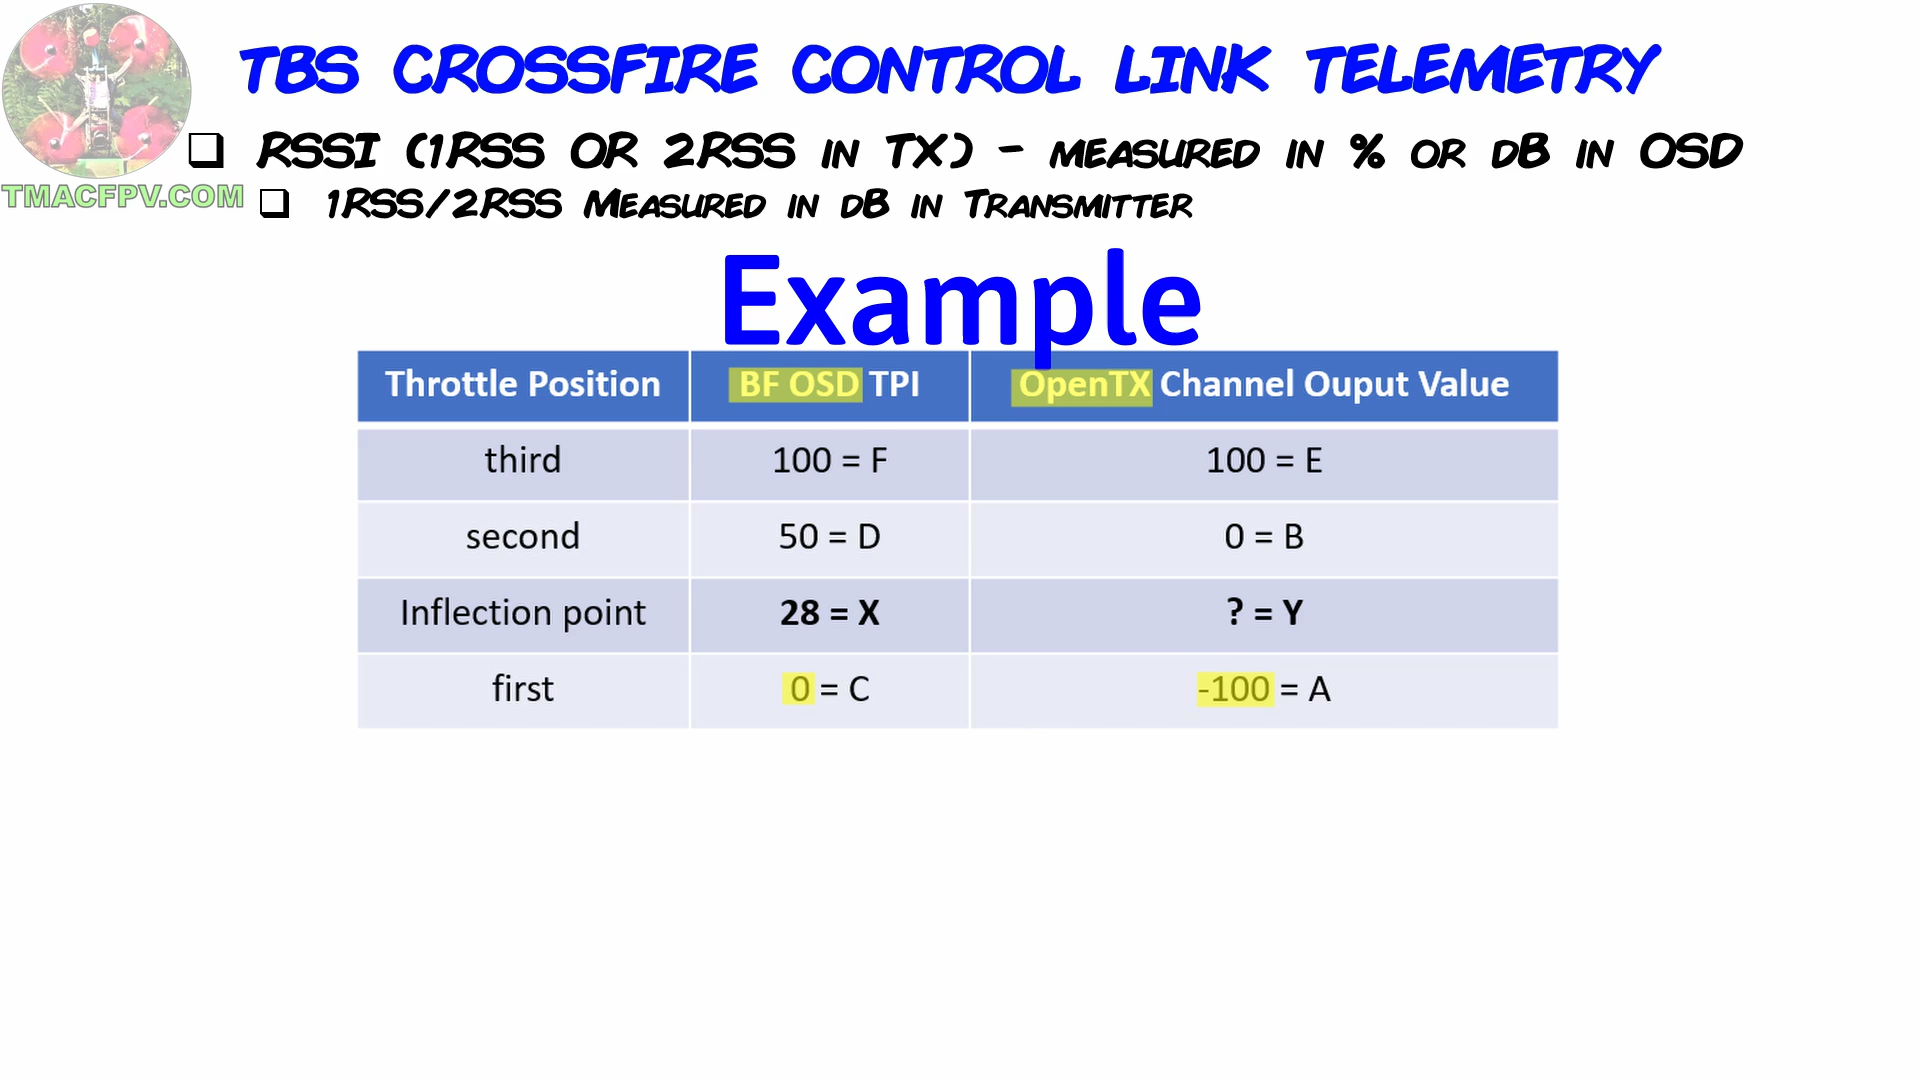 TBS CROSSFIRE CONTROL LINK TELEMETRY
❑ RSSI (1RSS OR 2RSS IN TX) - MEASURED IN % OR DB IN OSD
TMACFPV.COM
❑ 1RSS/2RSS MEASURED IN DB IN TRANSMITTER
Example
Throttle Position BF OSD TPI OpenTX Channel Ouput Value
third 100 = F 100 = E
second 50 = D 0 = B
Inflection point 28 = X ? = Y
first 0 = C -100 = A